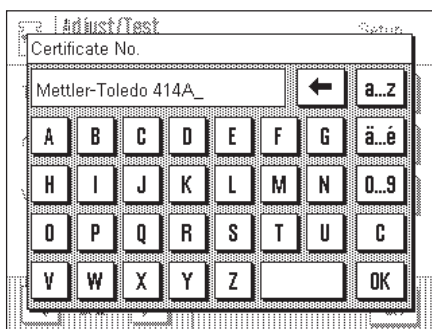 Adjust/Test Setup
Certificate No.
Mettler-Toledo 414A_
a...z
A B C D E F G ä...é
H I J K L M N 0...9
O P Q R S T U C
V W X Y Z OK